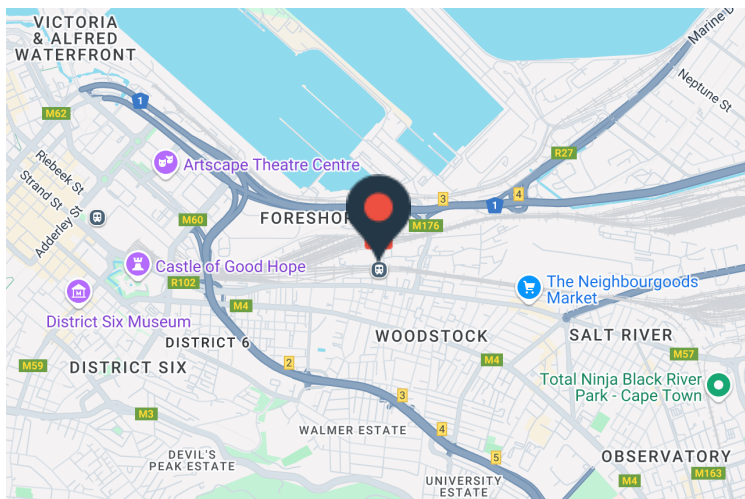 VICTORIA
& ALFRED
WATERFRONT
Marine D
1
Neptune St
M62
R27
Riebeek St
Artscape Theatre Centre
Strand St
4
3
1
Adderley St
M60
FORESHOR
M176
Castle of Good Hope
R102
The Neighbourgoods
Market
M4
District Six Museum
WOODSTOCK
SALT RIVER
DISTRICT 6
M57
M59
2
M4
DISTRICT SIX
Total Ninja Black River
Park - Cape Town
3
M3
WALMER ESTATE
4
DEVIL'S
PEAK ESTATE
5
OBSERVATORY
UNIVERSITY
ESTATE
M4
M163